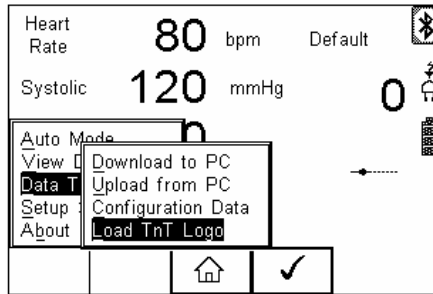 Heart
Rate 80 bpm Default
Systolic 120 mmHg 0
Auto Mode
View D
Data T
Setup
About
Download to PC
Upload from PC
Configuration Data
Load TnT Logo